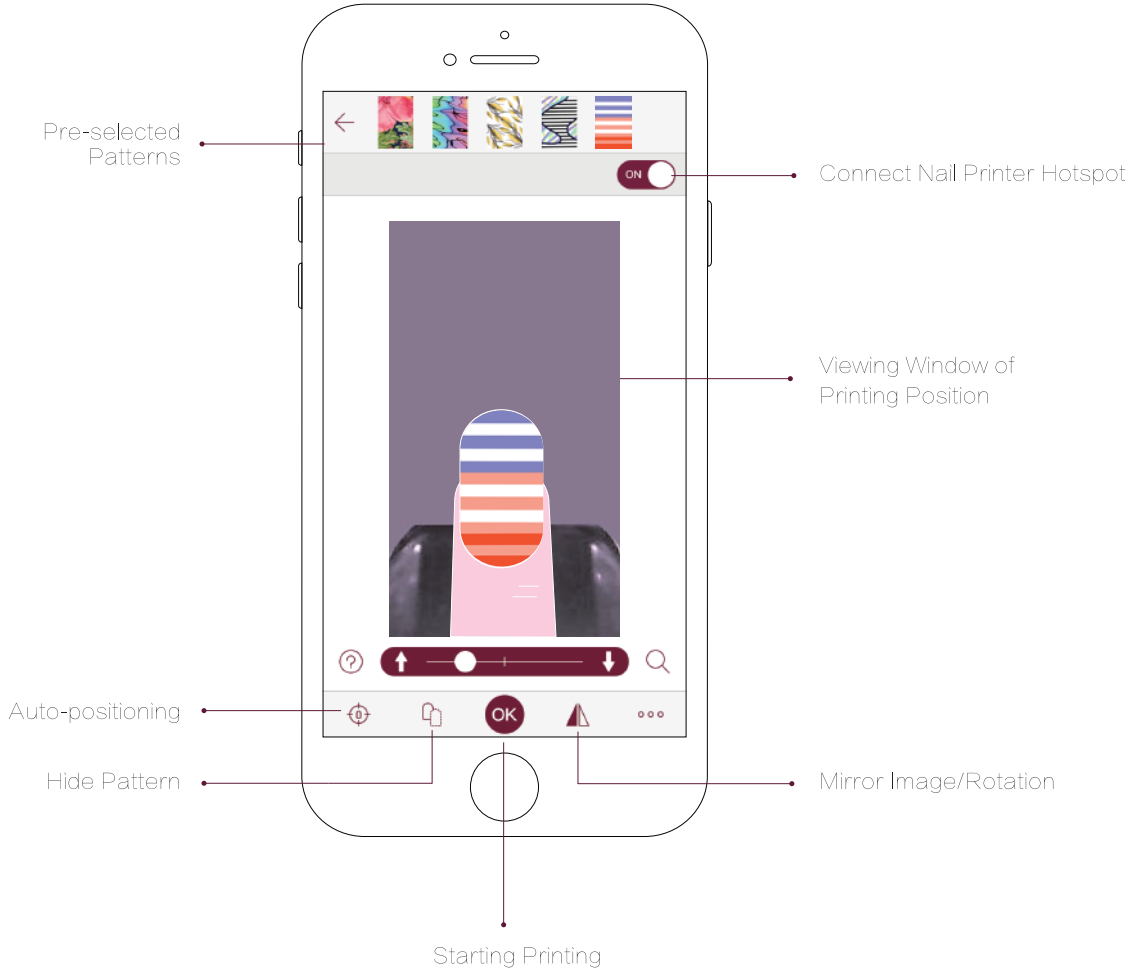 Pre-selected
Patterns
ON
Connect Nail Printer Hotspot
Viewing Window of
Printing Position
?
Auto-positioning
OK
Hide Pattern
Mirror Image/Rotation
Starting Printing